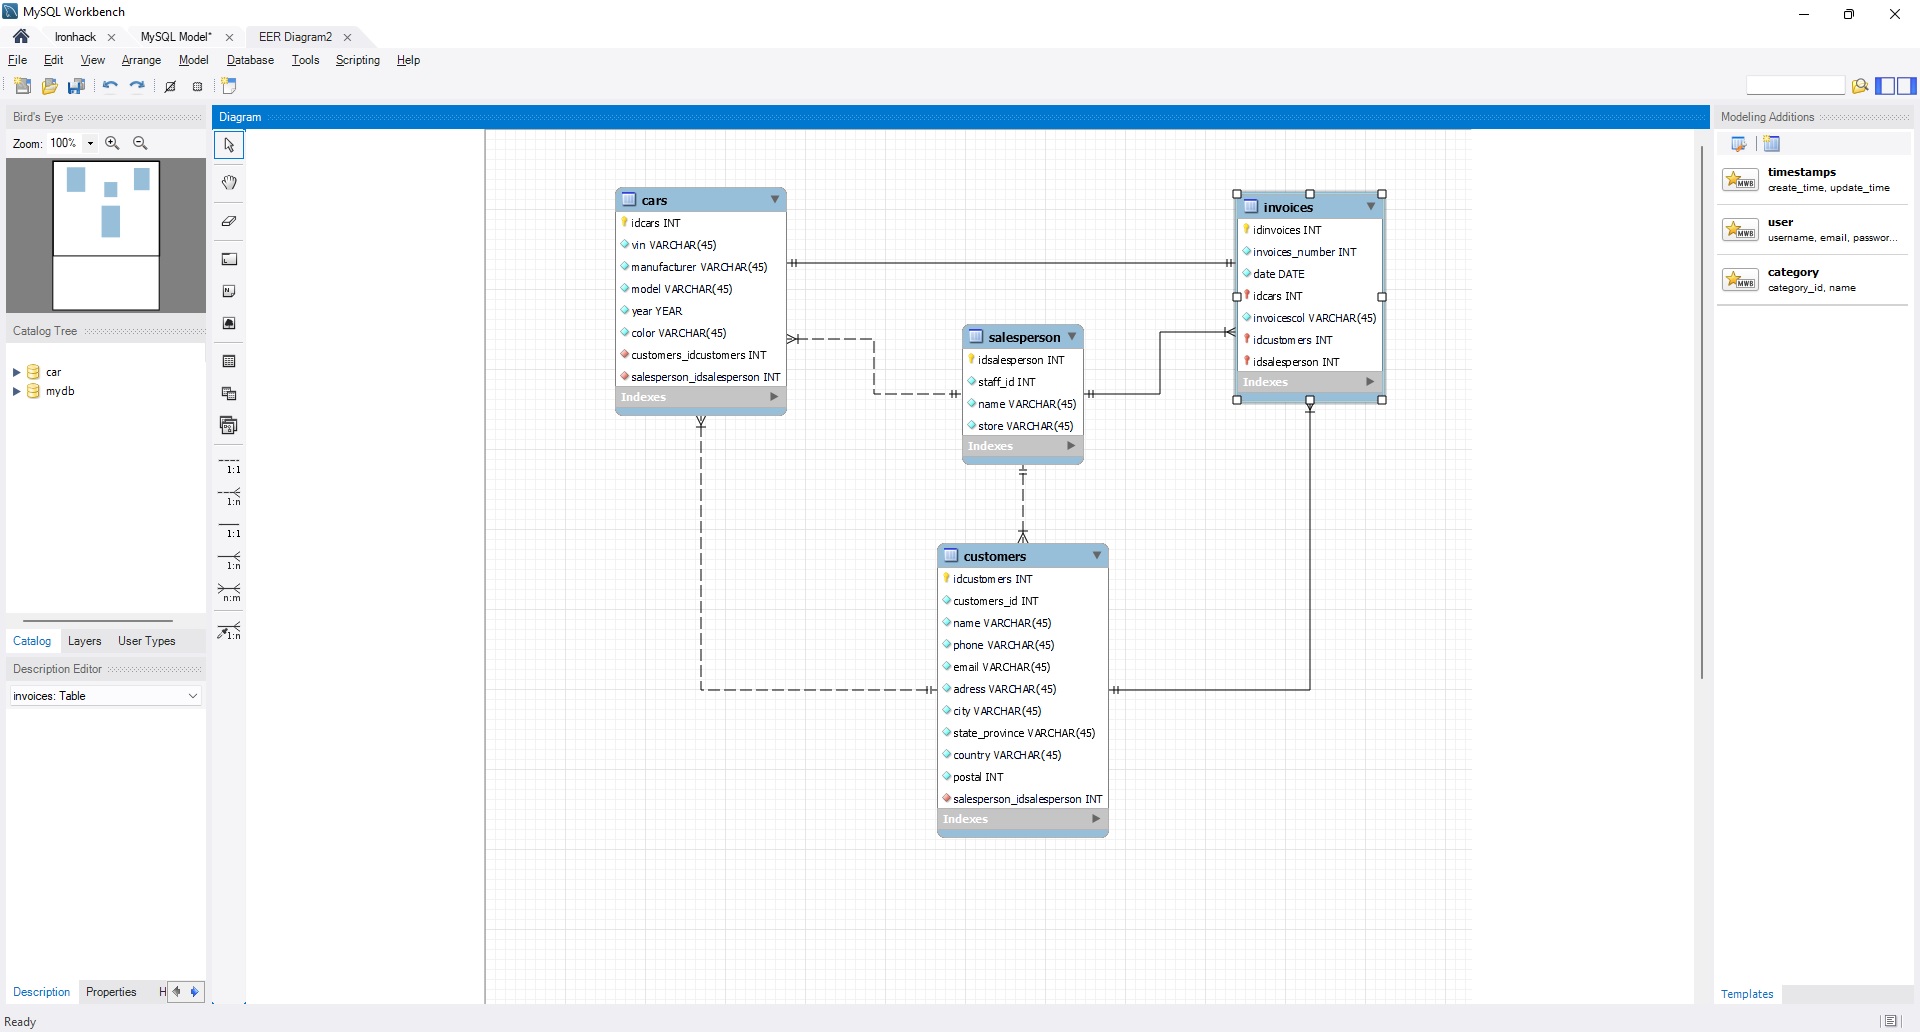 MySQL Workbench
Ironhack
MySQL Model*
EER Diagram2
File Edit View Arrange Model Database Tools Scripting Help
Bird's Eye
Zoom: 100%
Catalog Tree
car
mydb
Catalog Layers User Types
Description Editor
invoices: Table
Description Properties H
Diagram
1:1
1:n
1:1
1:n
n:m
1:n
cars
idcars INT
vin VARCHAR(45)
manufacturer VARCHAR(45)
model VARCHAR(45)
year YEAR
color VARCHAR(45)
customers_idcustomers INT
salesperson_idsalesperson INT
Indexes
salesperson
idsalesperson INT
staff_id INT
name VARCHAR(45)
store VARCHAR(45)
Indexes
invoices
idinvoices INT
invoices_number INT
date DATE
idcars INT
invoicescol VARCHAR(45)
idcustomers INT
idsalesperson INT
Indexes
customers
idcustomers INT
customers_id INT
name VARCHAR(45)
phone VARCHAR(45)
email VARCHAR(45)
adress VARCHAR(45)
city VARCHAR(45)
state_province VARCHAR(45)
country VARCHAR(45)
postal INT
salesperson_idsalesperson INT
Indexes
Modeling Additions
MWB
timestamps
create_time, update_time
MWB
user
username, email, passwor...
MWB
category
category_id, name
Templates
Ready